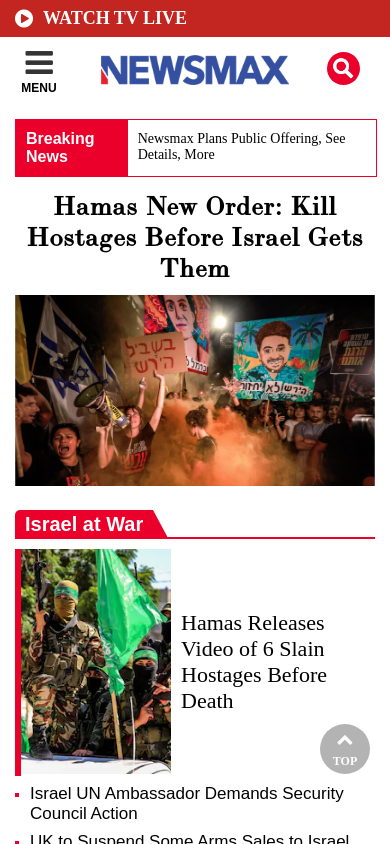 WATCH TV LIVE
MENU
NEWSMAX
Breaking
News
Newsmax Plans Public Offering, See
Details, More
Hamas New Order: Kill
Hostages Before Israel Gets
Them
בשביל
הירש
Israel at War
Hamas Releases
Video of 6 Slain
Hostages Before
Death
TOP
Israel UN Ambassador Demands Security
Council Action
UK to Suspend Some Arms Sales to Israel